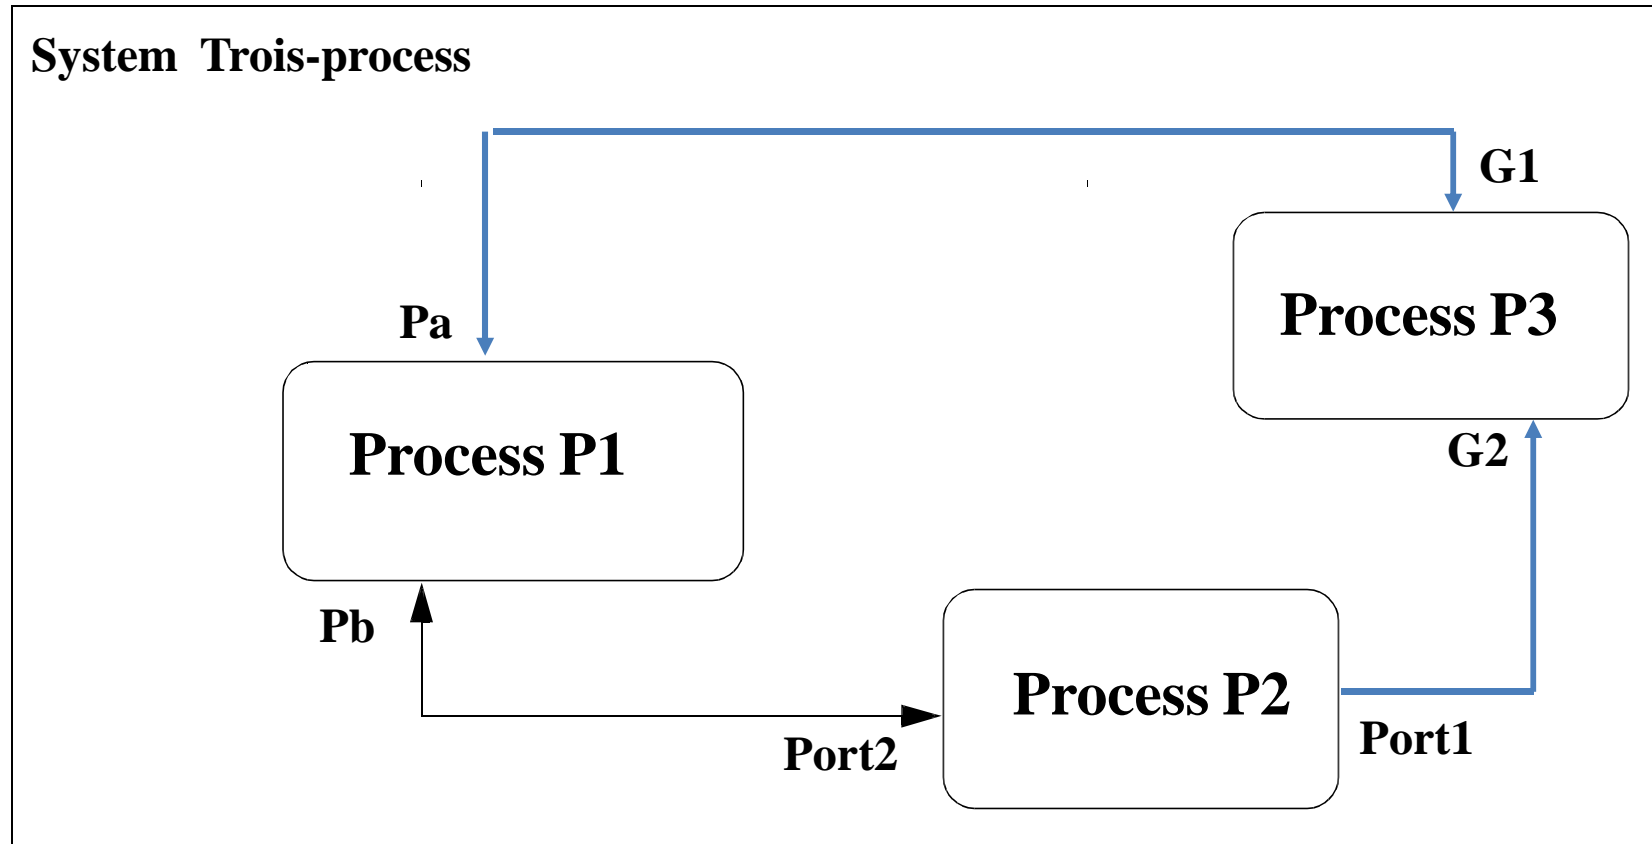 System Trois-process
G1
Process P3
Pa
G2
Process P1
Pb
Process P2
Port1
Port2